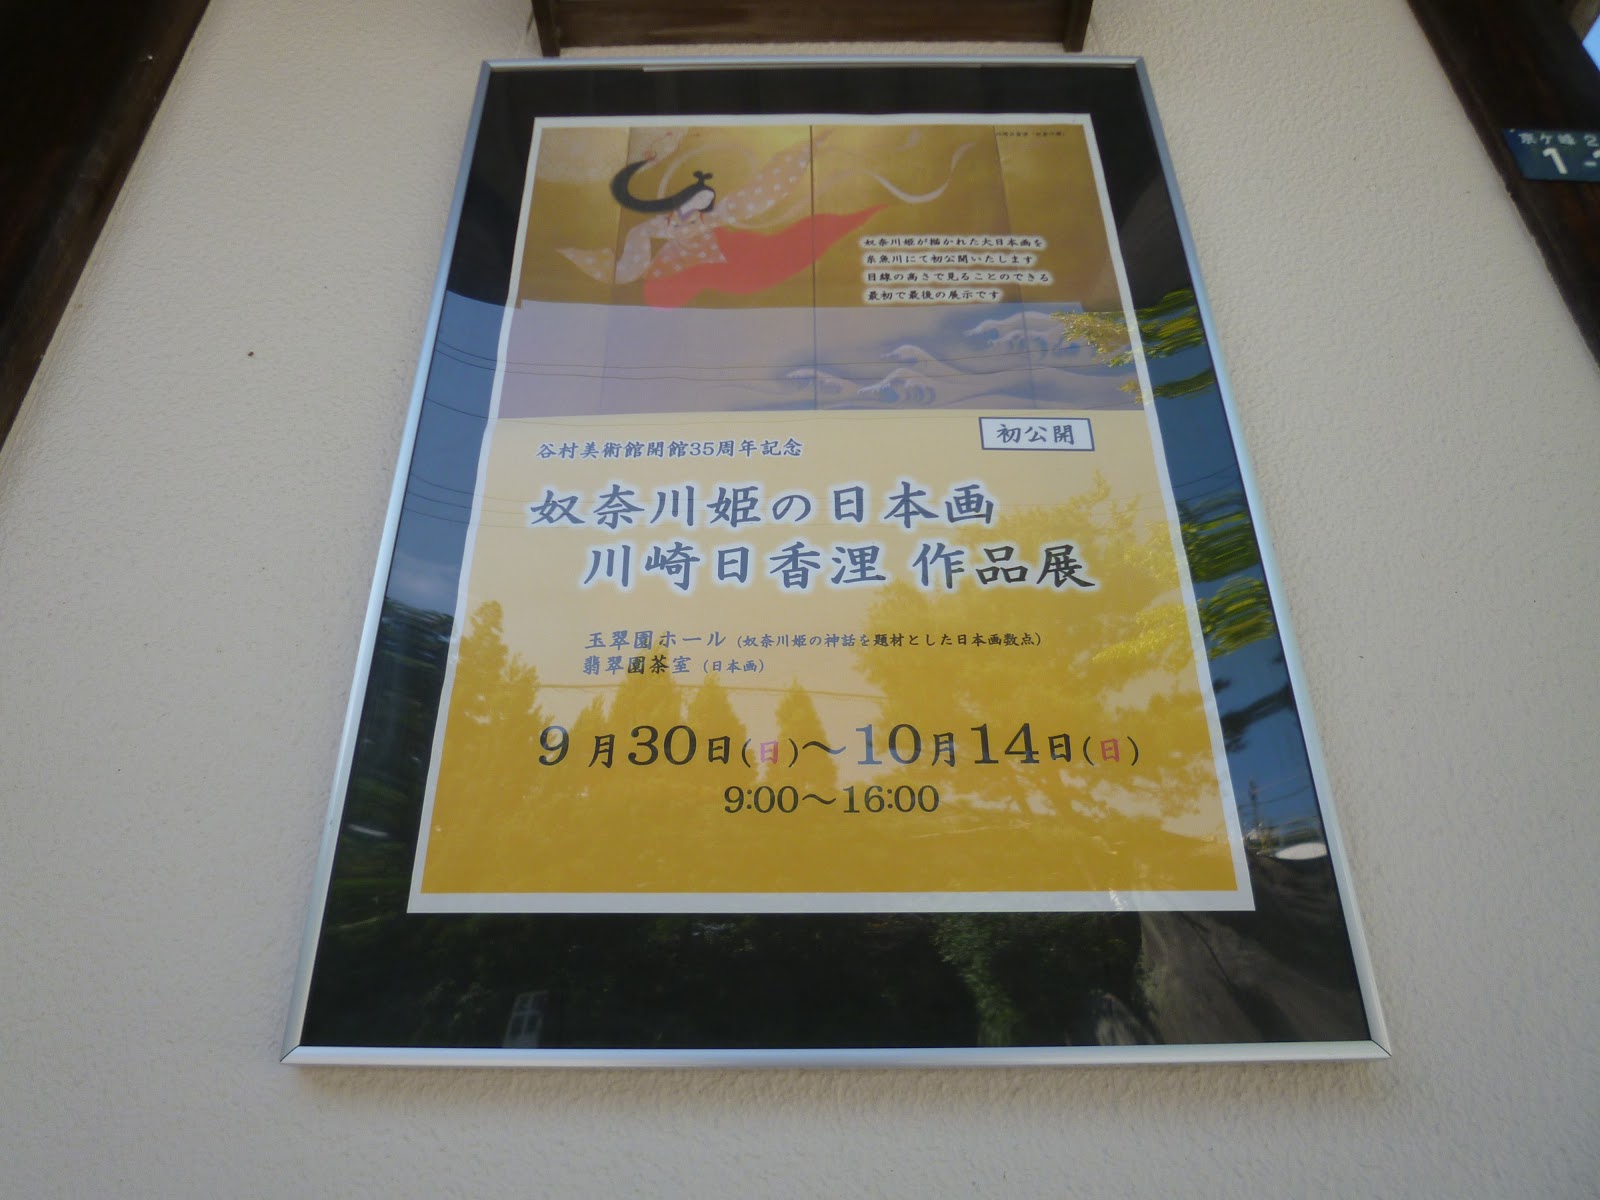 奴奈川姫が描かれた大日本画を
糸魚川にて初公開いたします
目線の高さで見ることのできる
最初で最後の展示です
初公開
谷村美術館開館35周年記念
奴奈川姫の日本画
川崎日香浬 作品展
玉翠園ホール (奴奈川姫の神話を題材とした日本画数点)
翡翠園茶室 (日本画)
9月30日(日)～10月14日(日)
9:00～16:00
京ケ峰 2
1 -